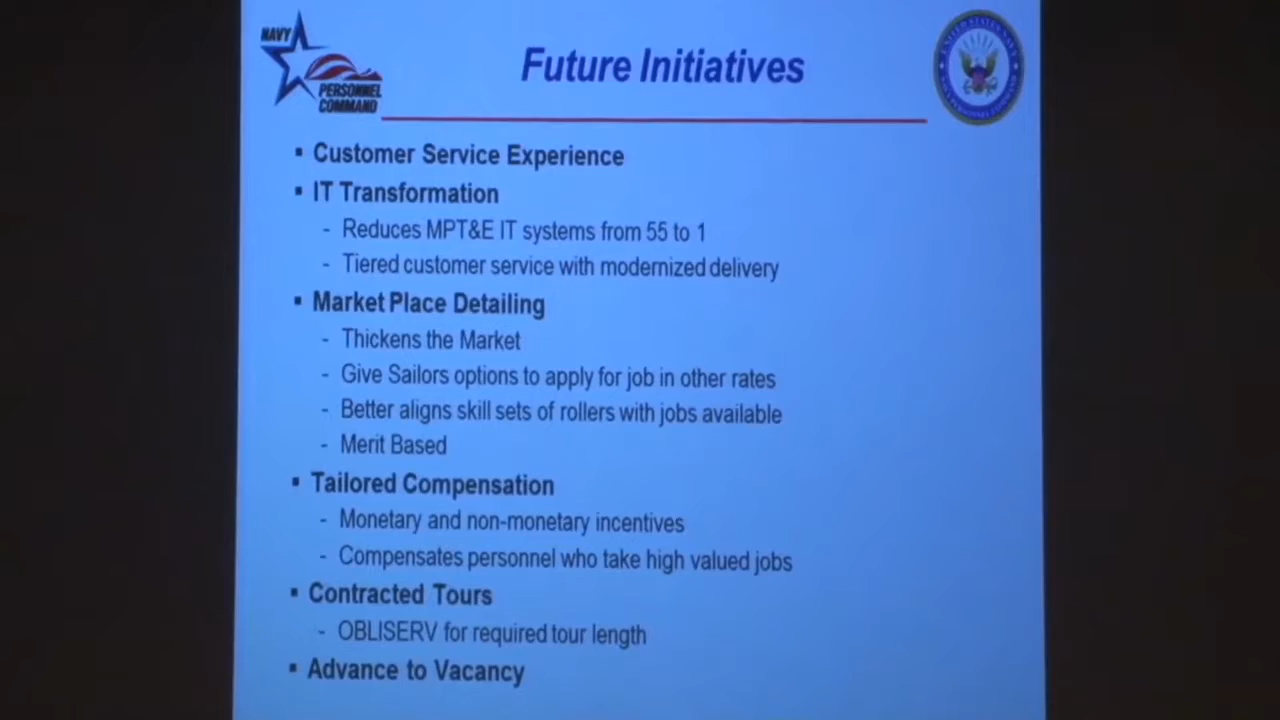 NAVY
PERSONNEL
COMMAND
Future Initiatives
▪ Customer Service Experience
▪ IT Transformation
- Reduces MPT&E IT systems from 55 to 1
- Tiered customer service with modernized delivery
▪ Market Place Detailing
- Thickens the Market
- Give Sailors options to apply for job in other rates
- Better aligns skill sets of rollers with jobs available
- Merit Based
▪ Tailored Compensation
- Monetary and non-monetary incentives
- Compensates personnel who take high valued jobs
▪ Contracted Tours
- OBLISERV for required tour length
▪ Advance to Vacancy